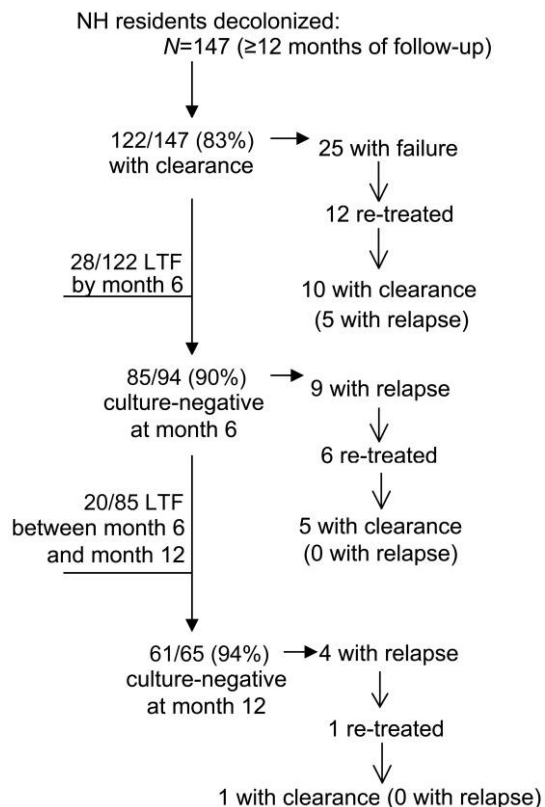 NH residents decolonized:
N=147 (≥12 months of follow-up)
122/147 (83%)
with clearance
25 with failure
12 re-treated
10 with clearance
(5 with relapse)
28/122 LTF
by month 6
85/94 (90%)
culture-negative
at month 6
9 with relapse
6 re-treated
5 with clearance
(0 with relapse)
20/85 LTF
between month 6
and month 12
61/65 (94%)
culture-negative
at month 12
4 with relapse
1 re-treated
1 with clearance (0 with relapse)